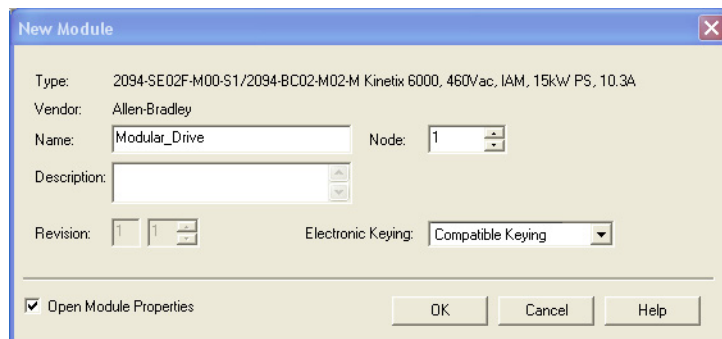 New Module
Type: 2094-SE02F-M00-S1/2094-BC02-M02-M Kinetix 6000, 460Vac, IAM, 15kW PS, 10.3A
Vendor: Allen-Bradley
Name: Modular_Drive Node: 1
Description:
Revision: 1 1 Electronic Keying: Compatible Keying
Open Module Properties OK Cancel Help